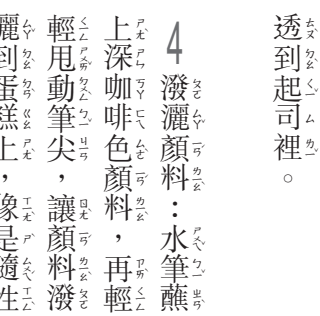 透到起司裡。
4 潑灑顏料：水筆蘸
上深咖啡色顏料，再輕
輕甩動筆尖，讓顏料潑
灑到蛋糕上，像是隨性